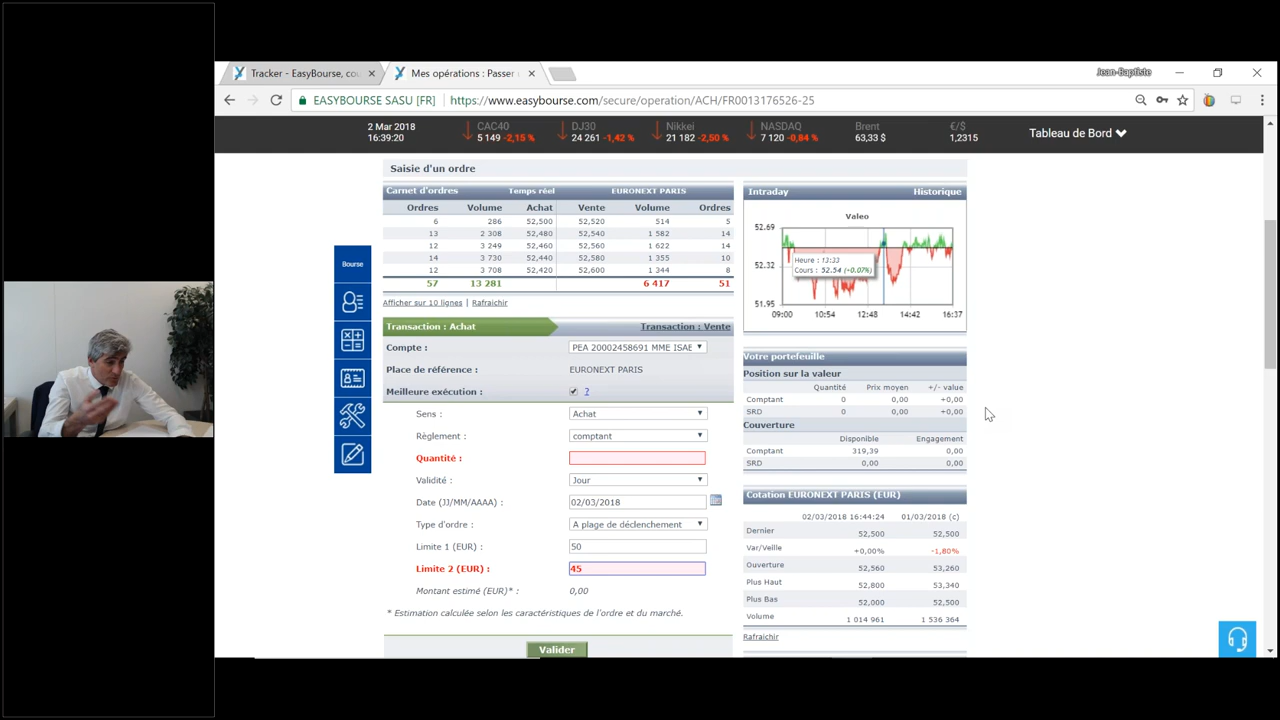 Tracker - EasyBourse, cou
Mes opérations : Passer
Jean-Baptiste
EASYBOURSE SASU [FR]
https://www.easybourse.com/secure/operation/ACH/FR0013176526-25
2 Mar 2018
16:39:20
CAC40
5 149 -2,15 %
DJ30
24 261 -1,42 %
Nikkei
21 182 -2,50 %
NASDAQ
7 120 -0,84 %
Brent
63,33 $
€/$
1,2315
Tableau de Bord
Saisie d'un ordre
Carnet d'ordres Temps réel EURONEXT PARIS
Ordres Volume Achat Vente Volume Ordres
6 286 52,500 52,520 514 5
13 2 308 52,480 52,540 1 582 14
12 3 249 52,460 52,560 1 622 14
14 3 730 52,440 52,580 1 355 10
12 3 708 52,420 52,600 1 344 8
57 13 281 6 417 51
Afficher sur 10 lignes | Rafraichir
Bourse
Transaction : Achat
Transaction : Vente
Compte : PEA 20002458691 MME ISAE
Place de référence : EURONEXT PARIS
Meilleure exécution : ?
Sens : Achat
Règlement : comptant
Quantité :
Validité : Jour
Date (JJ/MM/AAAA) : 02/03/2018
Type d'ordre : A plage de déclenchement
Limite 1 (EUR) : 50
Limite 2 (EUR) : 45
Montant estimé (EUR)* : 0,00
* Estimation calculée selon les caractéristiques de l'ordre et du marché.
Valider
Intraday Historique
Valeo
52.69
52.32
51.95
Heure : 13:33
Cours : 52.54 (+0.07%)
09:00 10:54 12:48 14:42 16:37
Votre portefeuille
Position sur la valeur
Quantité Prix moyen +/- value
Comptant 0 0,00 +0,00
SRD 0 0,00 +0,00
Couverture
Disponible Engagement
Comptant 319,39 0,00
SRD 0,00 0,00
Cotation EURONEXT PARIS (EUR)
02/03/2018 16:44:24 01/03/2018 (c)
Dernier 52,500 52,500
Var/Veille +0,00% -1,80%
Ouverture 52,560 53,260
Plus Haut 52,800 53,340
Plus Bas 52,000 52,500
Volume 1 014 961 1 536 364
Rafraichir